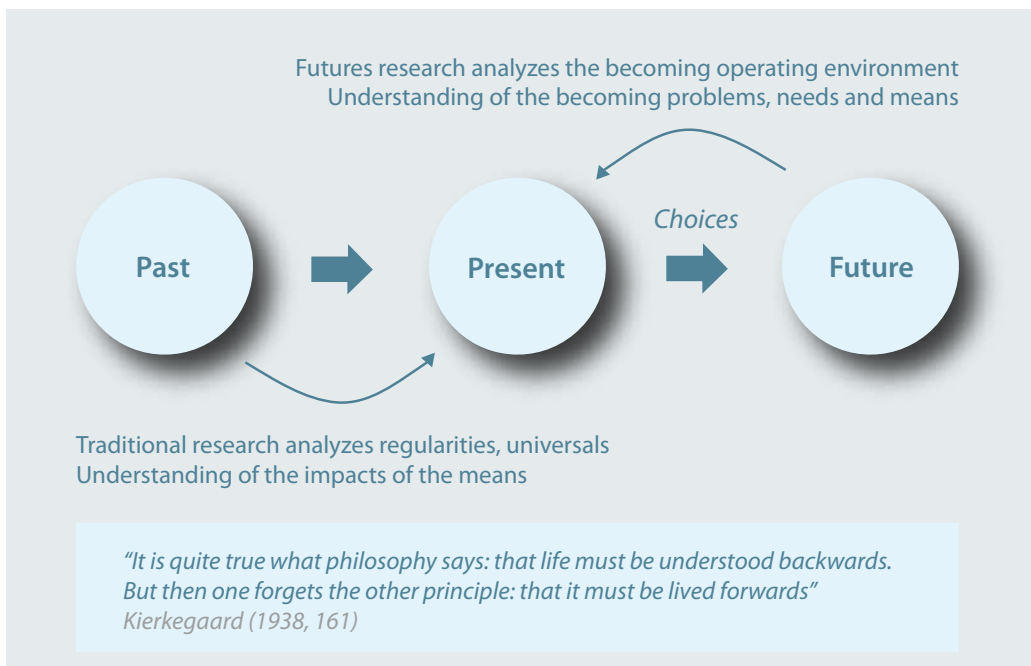 Futures research analyzes the becoming operating environment
Understanding of the becoming problems, needs and means
Choices
Past
Present
Future
Traditional research analyzes regularities, universals
Understanding of the impacts of the means
“It is quite true what philosophy says: that life must be understood backwards.
But then one forgets the other principle: that it must be lived forwards”
Kierkegaard (1938, 161)